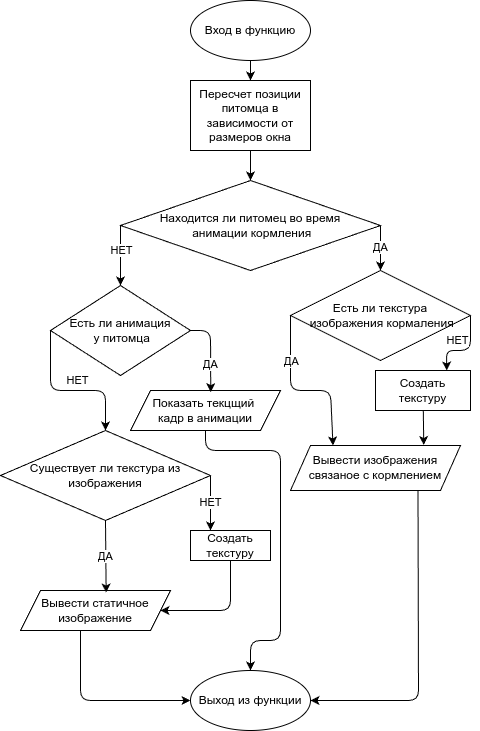 Вход в функцию
Пересчет позиции
питомца в
зависимости от
размеров окна
Находится ли питомец во время
анимации кормления
НЕТ
ДА
Есть ли анимация
у питомца
Есть ли текстура
изображения кормаления
НЕТ
ДА
ДА
НЕТ
Показать текцщий
кадр в анимации
Создать
текстуру
Существует ли текстура из
изображения
Вывести изображения
связаное с кормлением
НЕТ
ДА
Создать
текстуру
Вывести статичное
изображение
Выход из функции